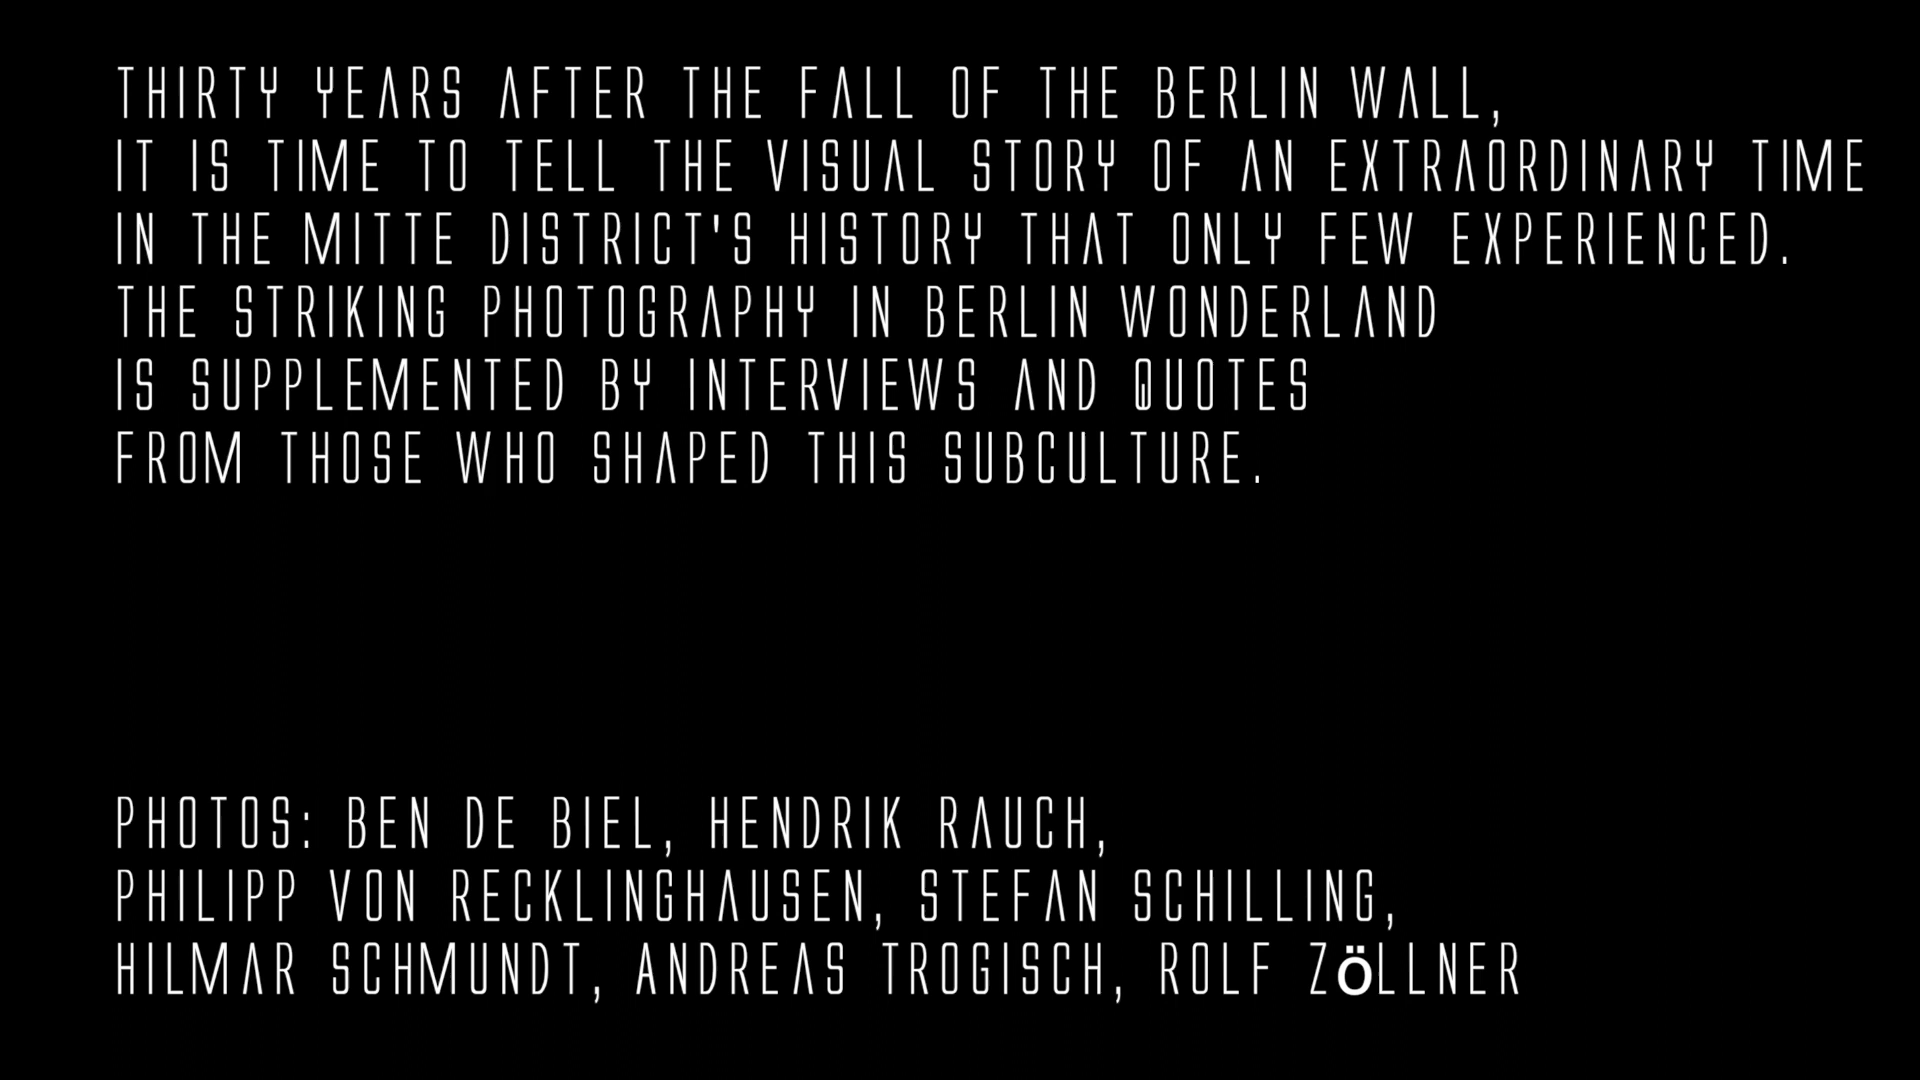 THIRTY YEARS AFTER THE FALL OF THE BERLIN WALL,
IT IS TIME TO TELL THE VISUAL STORY OF AN EXTRAORDINARY TIME
IN THE MITTE DISTRICT'S HISTORY THAT ONLY FEW EXPERIENCED.
THE STRIKING PHOTOGRAPHY IN BERLIN WONDERLAND
IS SUPPLEMENTED BY INTERVIEWS AND QUOTES
FROM THOSE WHO SHAPED THIS SUBCULTURE.
PHOTOS: BEN DE BIEL, HENDRIK RAUCH,
PHILIPP VON RECKLINGHAUSEN, STEFAN SCHILLING,
HILMAR SCHMUNDT, ANDREAS TROGISCH, ROLF ZöLLNER